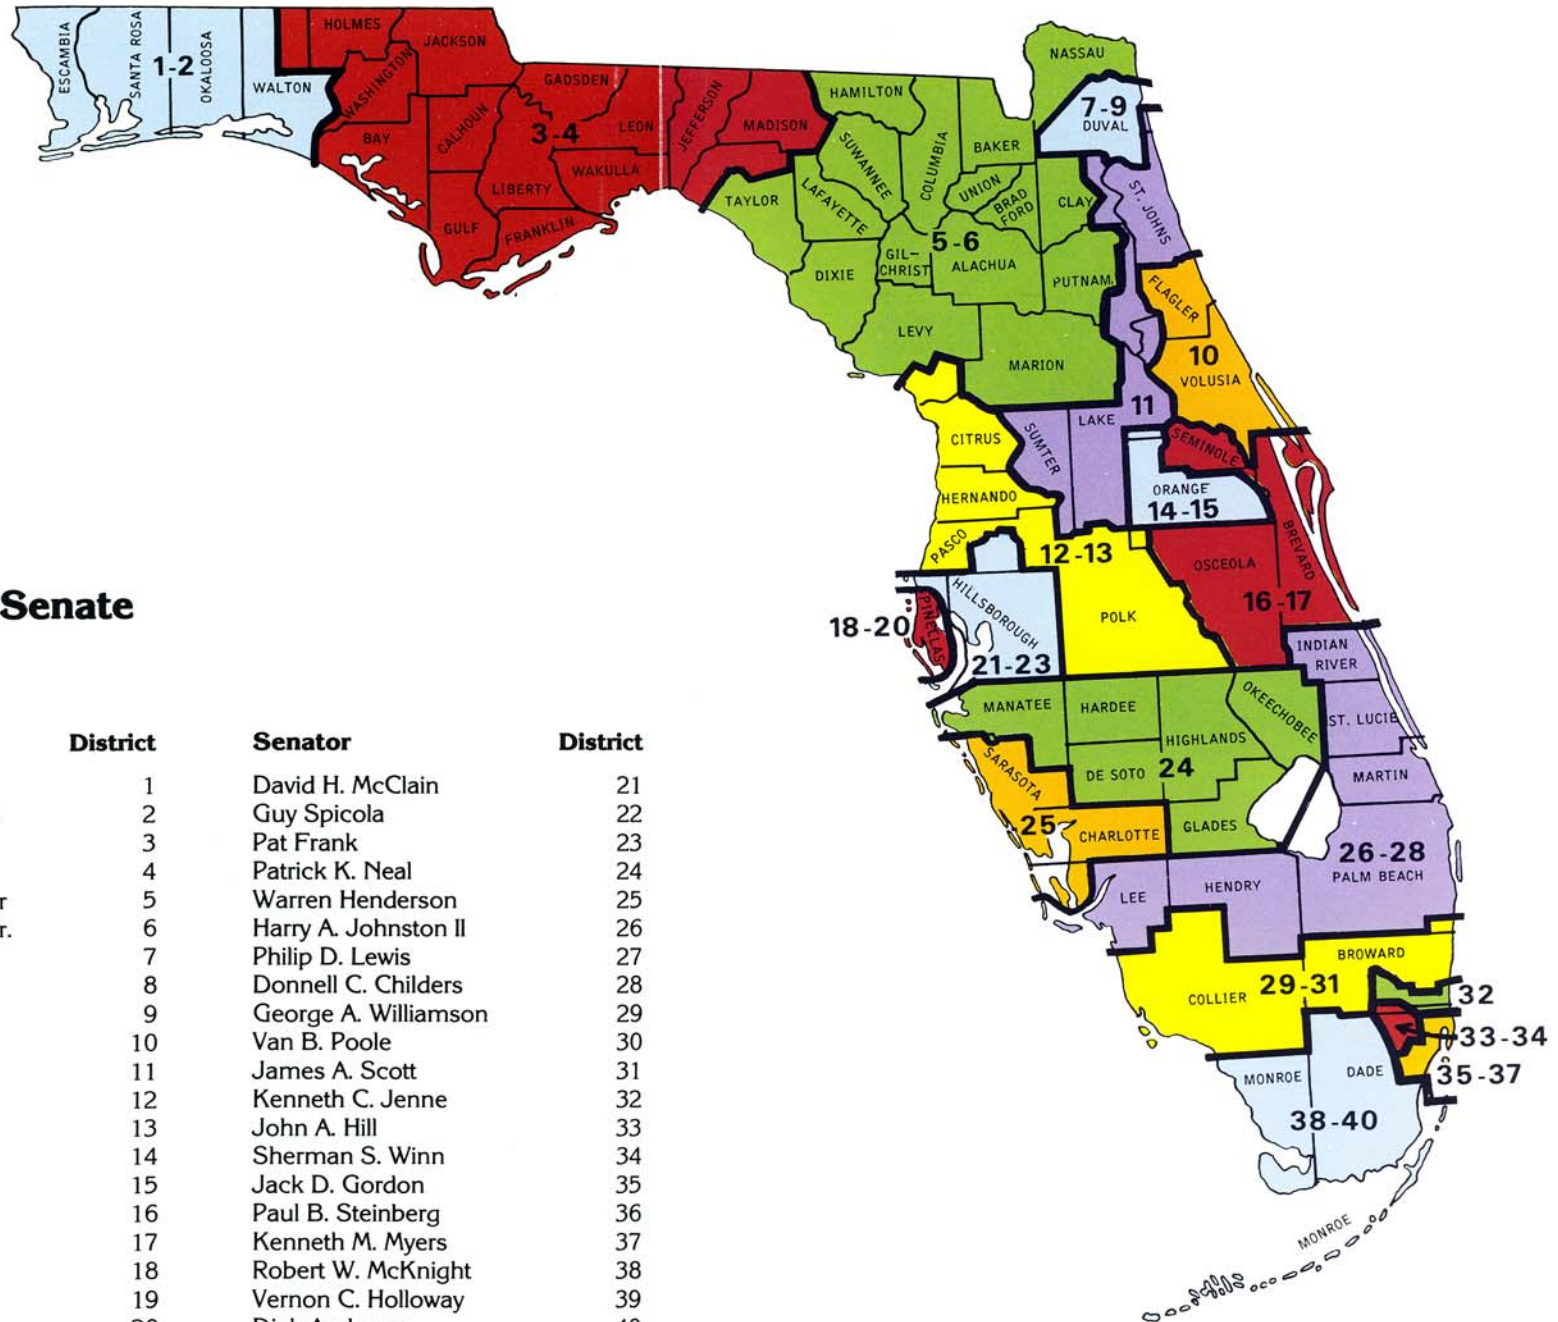 HOLMES
JACKSON
ESCAMBIA
SANTA ROSA
OKALOOSA
1-2
WALTON
WASHINGTON
BAY
CALHOUN
GADSDEN
3-4
LEON
LIBERTY
WAKULLA
GULF
FRANKLIN
JEFFERSON
MADISON
NASSAU
HAMILTON
7-9
DUVAL
SUWANNEE
COLUMBIA
BAKER
UNION
BRAD
FORD
CLAY
ST. JOHNS
TAYLOR
LAFAYETTE
5-6
GIL-
CHRIST
ALACHUA
PUTNAM
DIXIE
FLAGLER
LEVY
MARION
10
VOLUSIA
11
LAKE
SUMTER
CITRUS
SEMINOLE
HERNANDO
ORANGE
14-15
PASCO
12-13
BREVARD
OSCEOLA
16-17
HILLSBOROUGH
PINELLAS
18-20
21-23
POLK
INDIAN
RIVER
MANATEE
HARDEE
OKEECHOBEE
ST. LUCIE
HIGHLANDS
SARASOTA
DE SOTO
24
MARTIN
25
CHARLOTTE
GLADES
26-28
PALM BEACH
LEE
HENDRY
BROWARD
COLLIER
29-31
32
33-34
35-37
MONROE
DADE
38-40
MONROE
Senate
District Senator District
1 David H. McClain 21
2 Guy Spicola 22
3 Pat Frank 23
4 Patrick K. Neal 24
r 5 Warren Henderson 25
r. 6 Harry A. Johnston II 26
7 Philip D. Lewis 27
8 Donnell C. Childers 28
9 George A. Williamson 29
10 Van B. Poole 30
11 James A. Scott 31
12 Kenneth C. Jenne 32
13 John A. Hill 33
14 Sherman S. Winn 34
15 Jack D. Gordon 35
16 Paul B. Steinberg 36
17 Kenneth M. Myers 37
18 Robert W. McKnight 38
19 Vernon C. Holloway 39